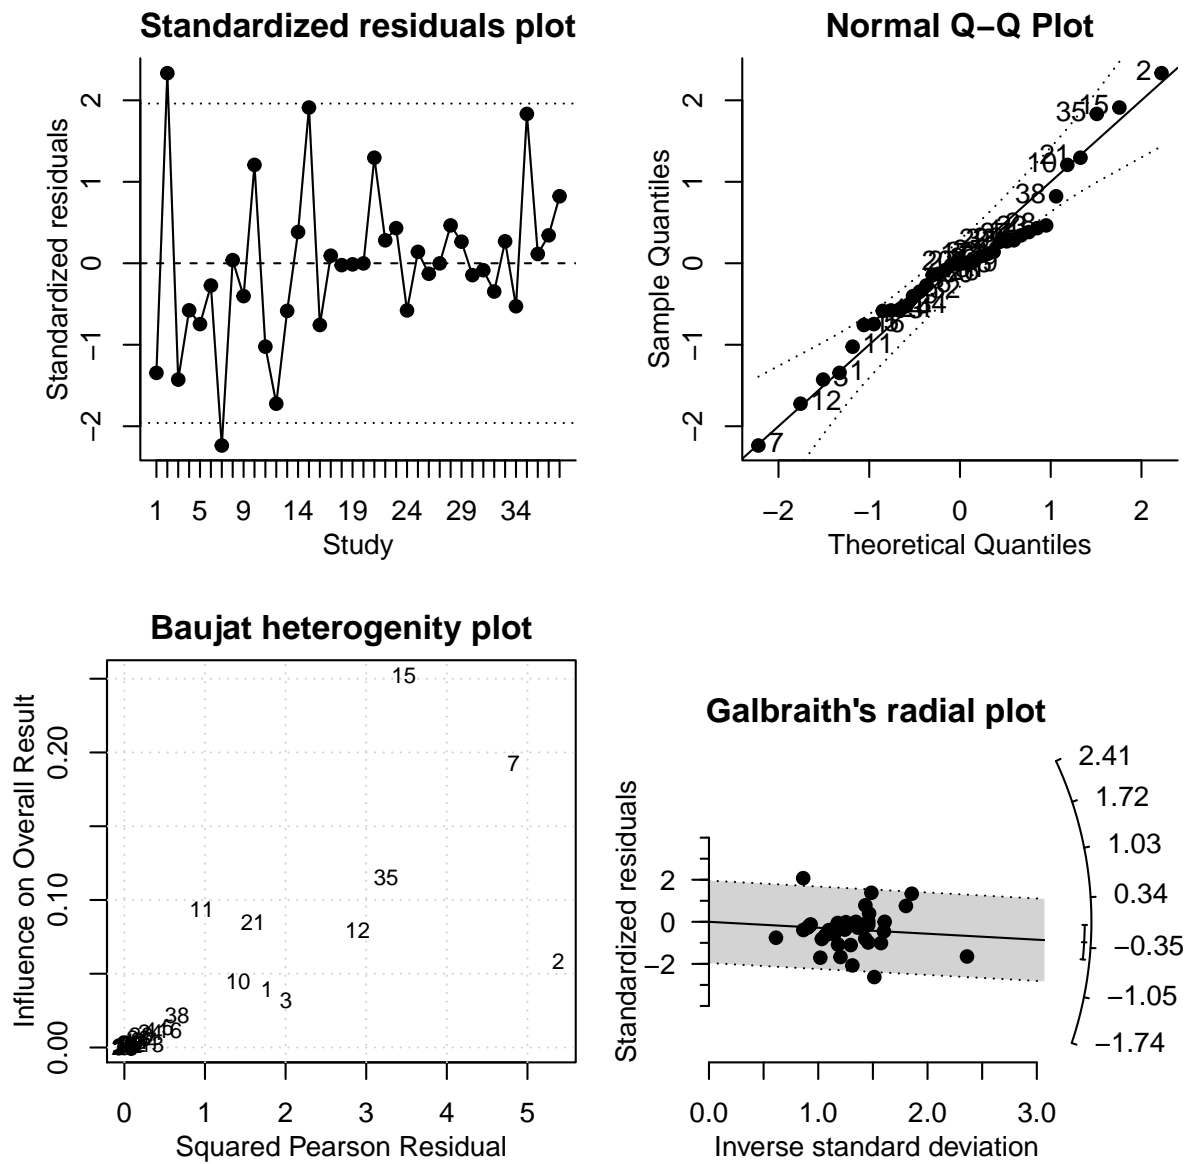 Standardized residuals plot
Standardized residuals
2
1
0
−1
−2
1 5 9 14 19 24 29 34
Study
Normal Q−Q Plot
Sample Quantiles
2
1
0
−1
−2
2
15
35
21
10
38
11
1
3
12
7
−2 −1 0 1 2
Theoretical Quantiles
Baujat heterogenity plot
Influence on Overall Result
0.20
0.10
0.00
15
7
35
11
21
12
2
10
1
3
38
0 1 2 3 4 5
Squared Pearson Residual
Galbraith's radial plot
Standardized residuals
2
0
−2
2.41
1.72
1.03
0.34
−0.35
−1.05
−1.74
0.0 1.0 2.0 3.0
Inverse standard deviation